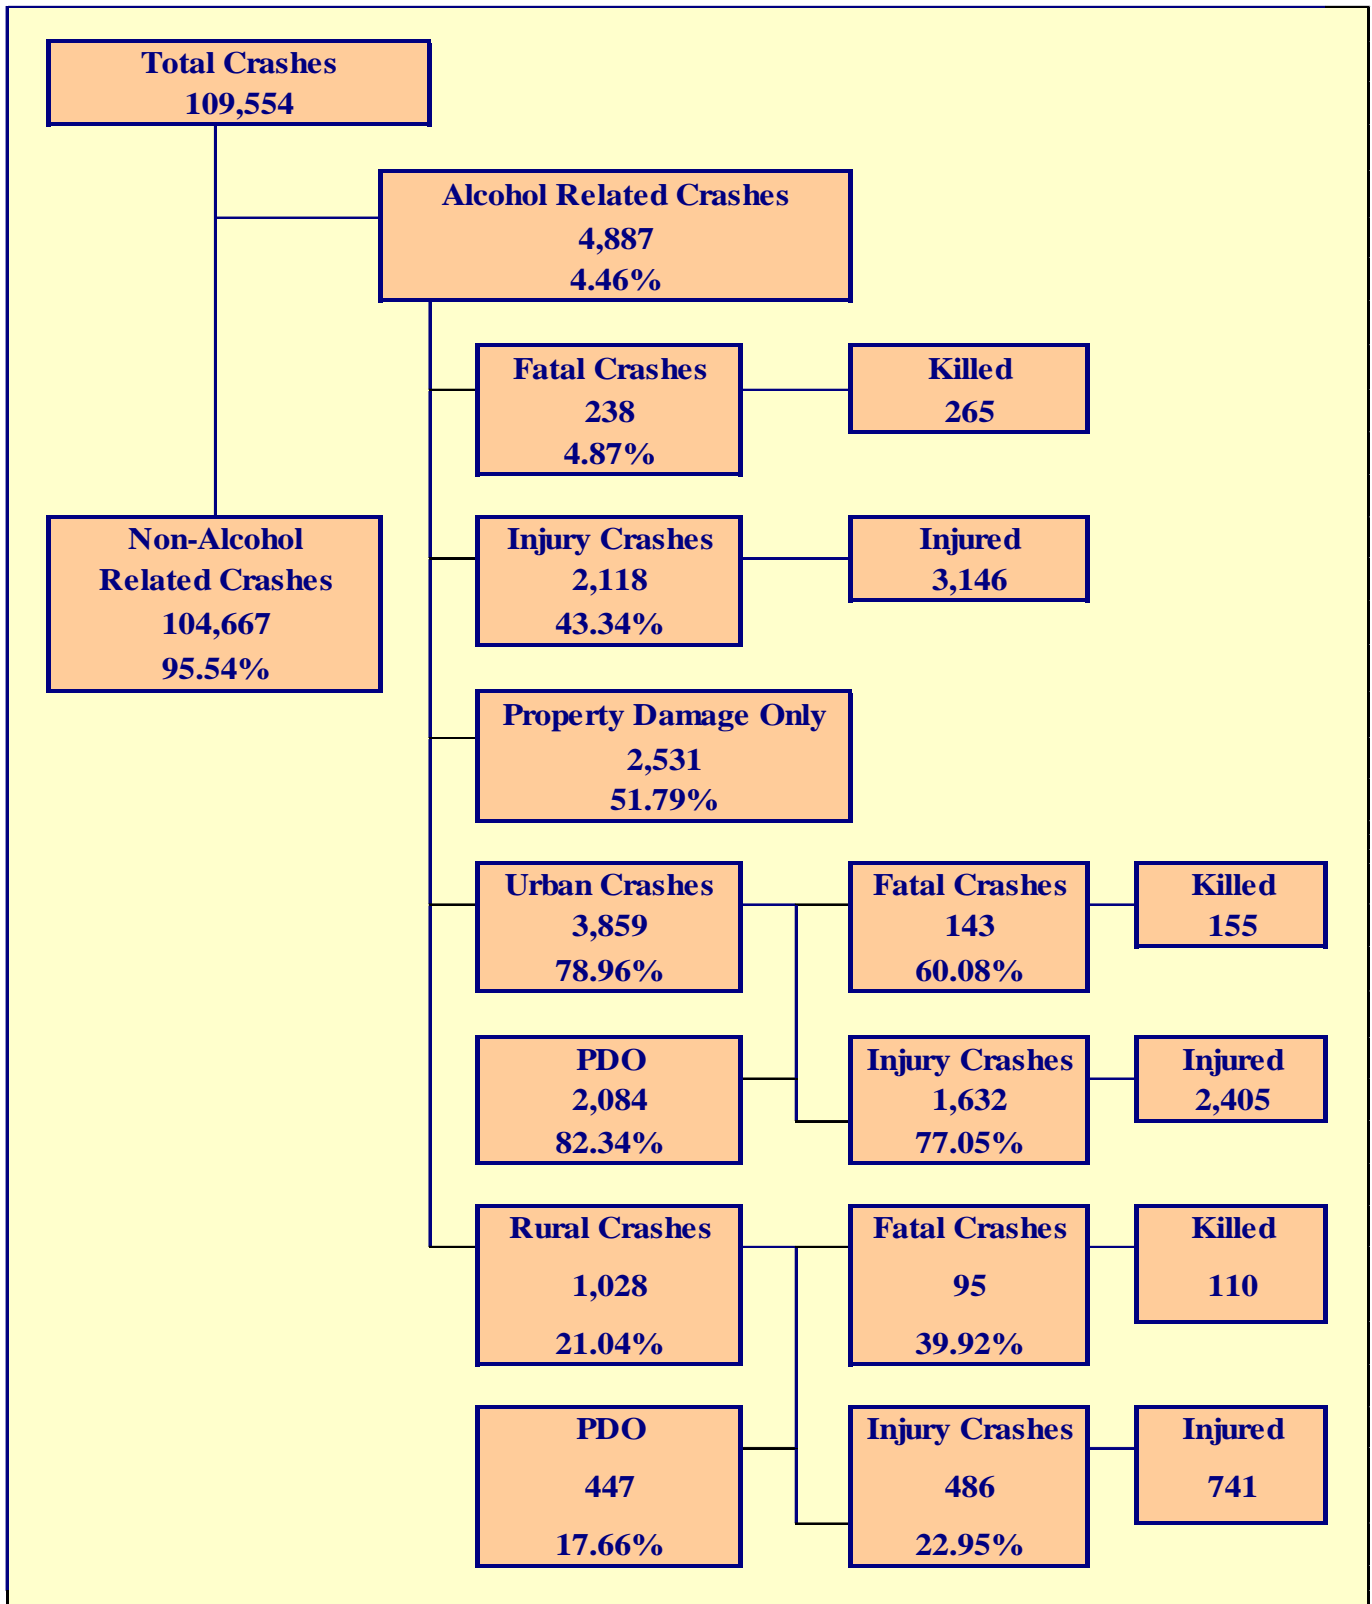 Total Crashes
109,554
Alcohol Related Crashes
4,887
4.46%
Fatal Crashes
238
4.87%
Killed
265
Non-Alcohol
Related Crashes
104,667
95.54%
Injury Crashes
2,118
43.34%
Injured
3,146
Property Damage Only
2,531
51.79%
Urban Crashes
3,859
78.96%
Fatal Crashes
143
60.08%
Killed
155
PDO
2,084
82.34%
Injury Crashes
1,632
77.05%
Injured
2,405
Rural Crashes
1,028
21.04%
Fatal Crashes
95
39.92%
Killed
110
PDO
447
17.66%
Injury Crashes
486
22.95%
Injured
741